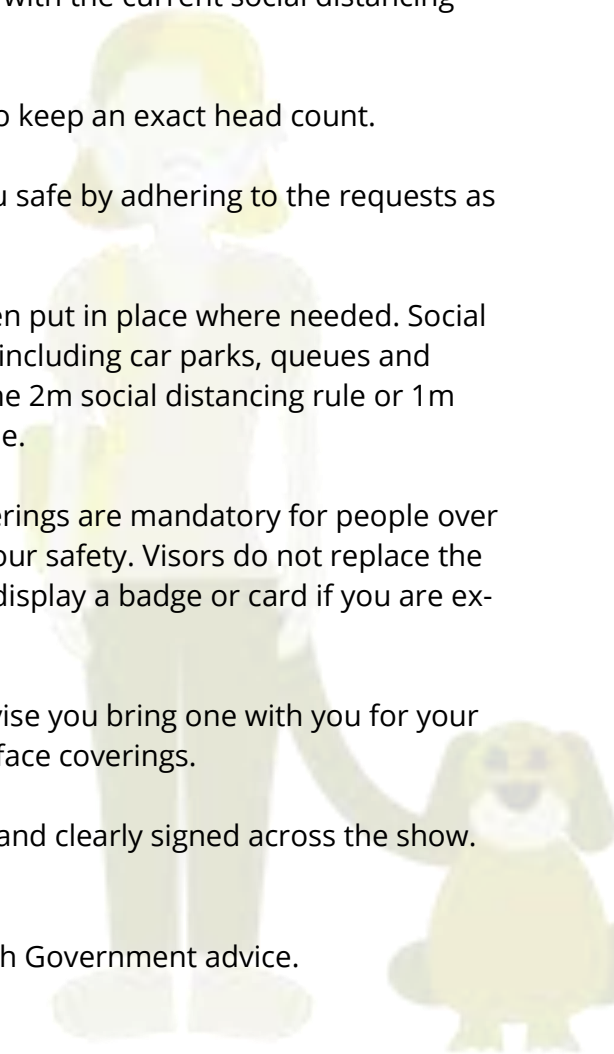 with the current social distancing
o keep an exact head count.
u safe by adhering to the requests as
en put in place where needed. Social
including car parks, queues and
he 2m social distancing rule or 1m
e.
erings are mandatory for people over
our safety. Visors do not replace the
display a badge or card if you are ex-
vise you bring one with you for your
face coverings.
and clearly signed across the show.
h Government advice.